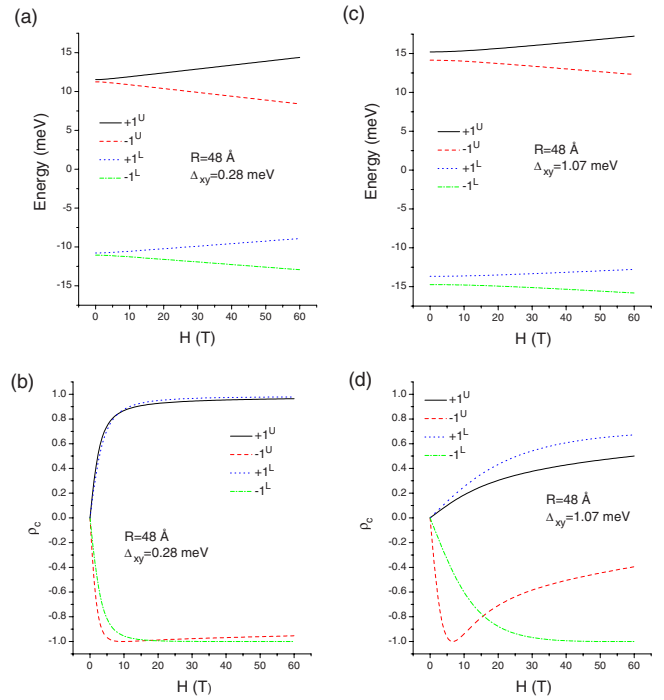 (a)
Energy (meV)
15
10
5
0
-5
-10
-15
+1^U
-1^U
+1^L
-1^L
R=48 Å
Δ_xy=0.28 meV
0 10 20 30 40 50 60
H (T)
(c)
Energy (meV)
15
10
5
0
-5
-10
-15
+1^U
-1^U
+1^L
-1^L
R=48 Å
Δ_xy=1.07 meV
0 10 20 30 40 50 60
H (T)
(b)
ρ_c
1.0
0.8
0.6
0.4
0.2
0.0
-0.2
-0.4
-0.6
-0.8
-1.0
+1^U
-1^U
+1^L
-1^L
R=48 Å
Δ_xy=0.28 meV
0 10 20 30 40 50 60
H (T)
(d)
ρ_c
1.0
0.8
0.6
0.4
0.2
0.0
-0.2
-0.4
-0.6
-0.8
-1.0
+1^U
-1^U
+1^L
-1^L
R=48 Å
Δ_xy=1.07 meV
0 10 20 30 40 50 60
H (T)